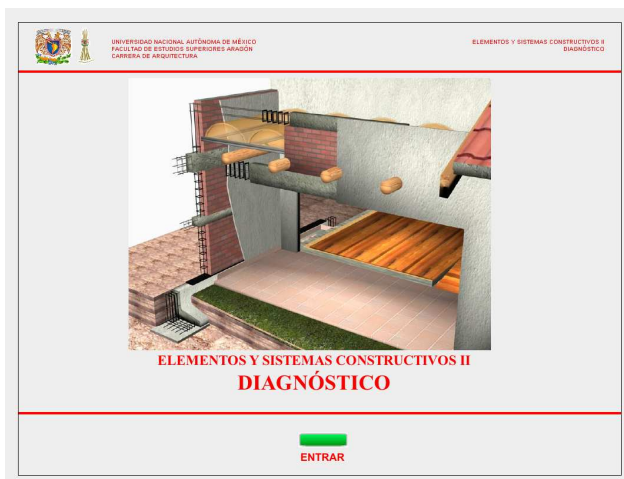 UNIVERSIDAD NACIONAL AUTÓNOMA DE MÉXICO
FACULTAD DE ESTUDIOS SUPERIORES ARAGÓN
CARRERA DE ARQUITECTURA
ELEMENTOS Y SISTEMAS CONSTRUCTIVOS II
DIAGNÓSTICO
ELEMENTOS Y SISTEMAS CONSTRUCTIVOS II
DIAGNÓSTICO
ENTRAR